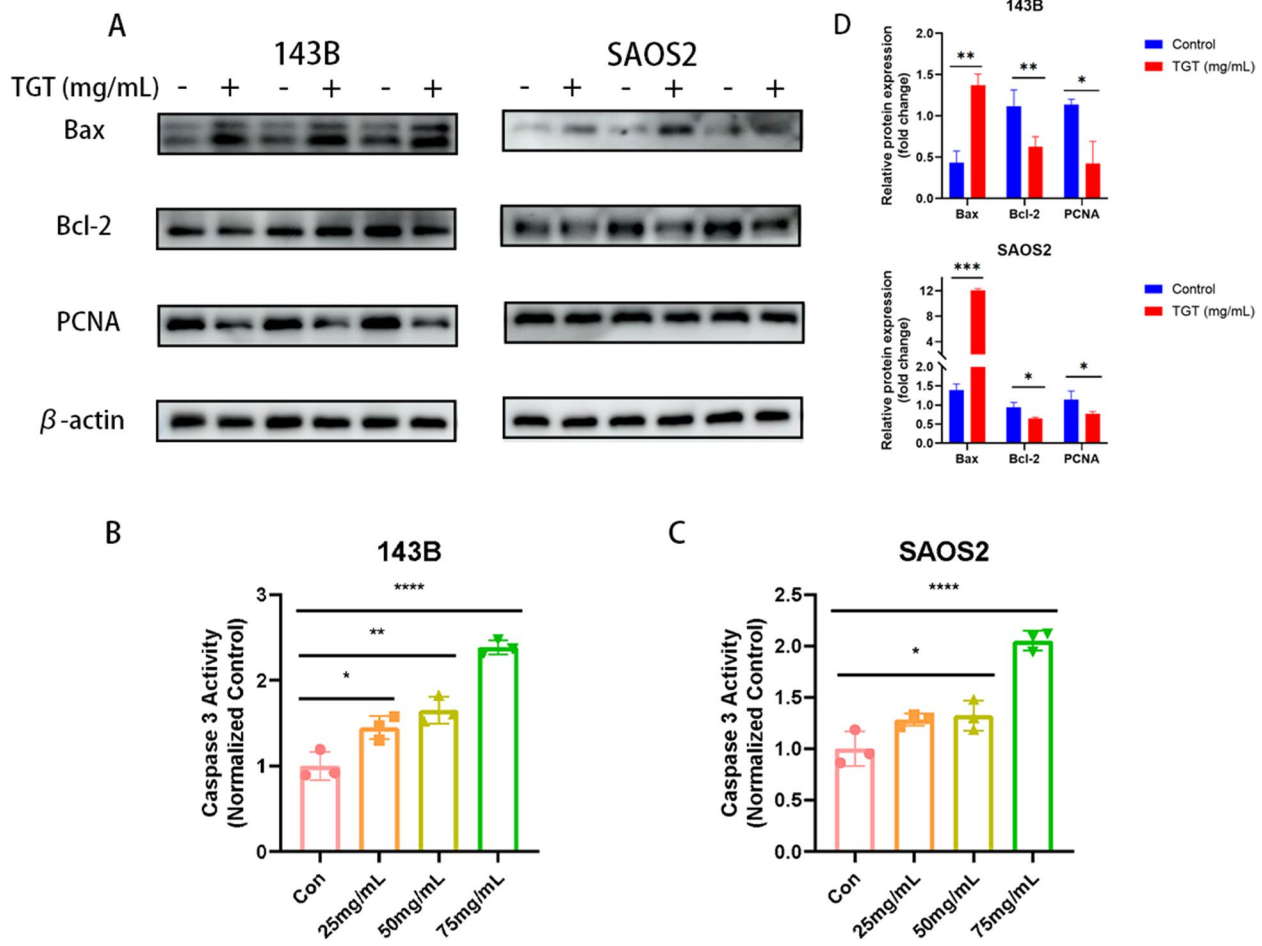 A
143B
SAOS2
TGT (mg/mL) - + - + - + - + - + - +
Bax
Bcl-2
PCNA
β-actin
D
143B
Relative protein expression
(fold change)
2.0
1.5
1.0
0.5
0.0
** ** *
Bax Bcl-2 PCNA
Control
TGT (mg/mL)
SAOS2
Relative protein expression
(fold change)
12
8
4
2.0
1.5
1.0
0.5
0.0
*** * *
Bax Bcl-2 PCNA
Control
TGT (mg/mL)
B
143B
Caspase 3 Activity
(Normalized Control)
3
2
1
0
****
**
*
Con 25mg/mL 50mg/mL 75mg/mL
C
SAOS2
Caspase 3 Activity
(Normalized Control)
2.5
2.0
1.5
1.0
0.5
0.0
****
*
Con 25mg/mL 50mg/mL 75mg/mL